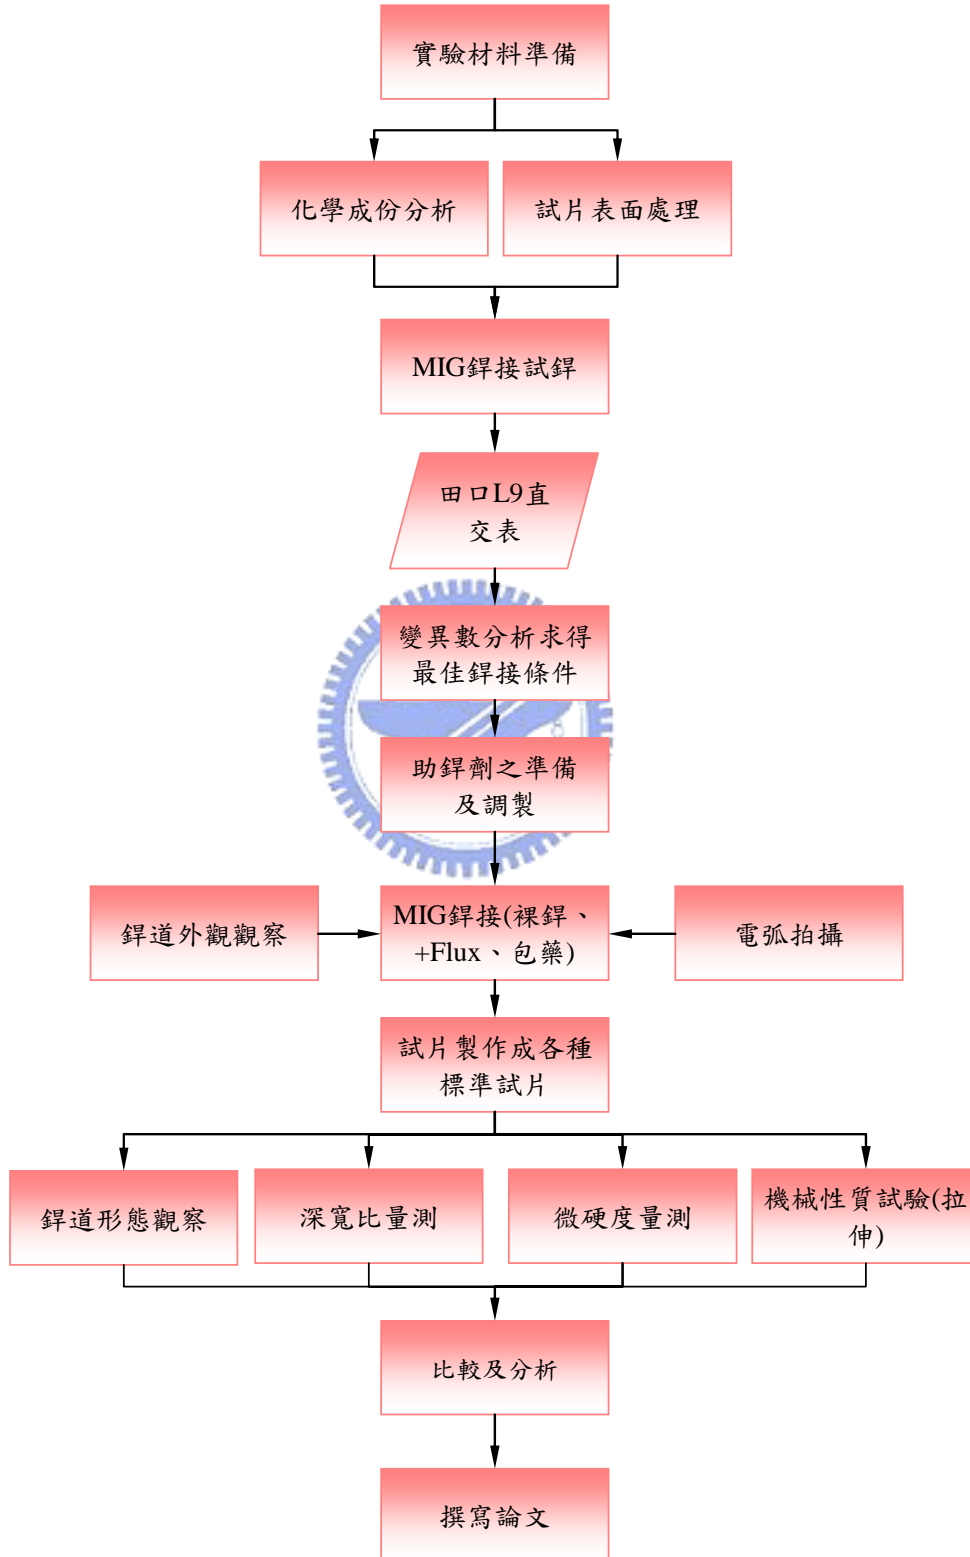 實驗材料準備
化學成份分析
試片表面處理
MIG銲接試銲
田口L9直
交表
變異數分析求得
最佳銲接條件
助銲劑之準備
及調製
銲道外觀觀察
MIG銲接(裸銲、
+Flux、包藥)
電弧拍攝
試片製作成各種
標準試片
銲道形態觀察
深寬比量測
微硬度量測
機械性質試驗(拉
伸)
比較及分析
撰寫論文